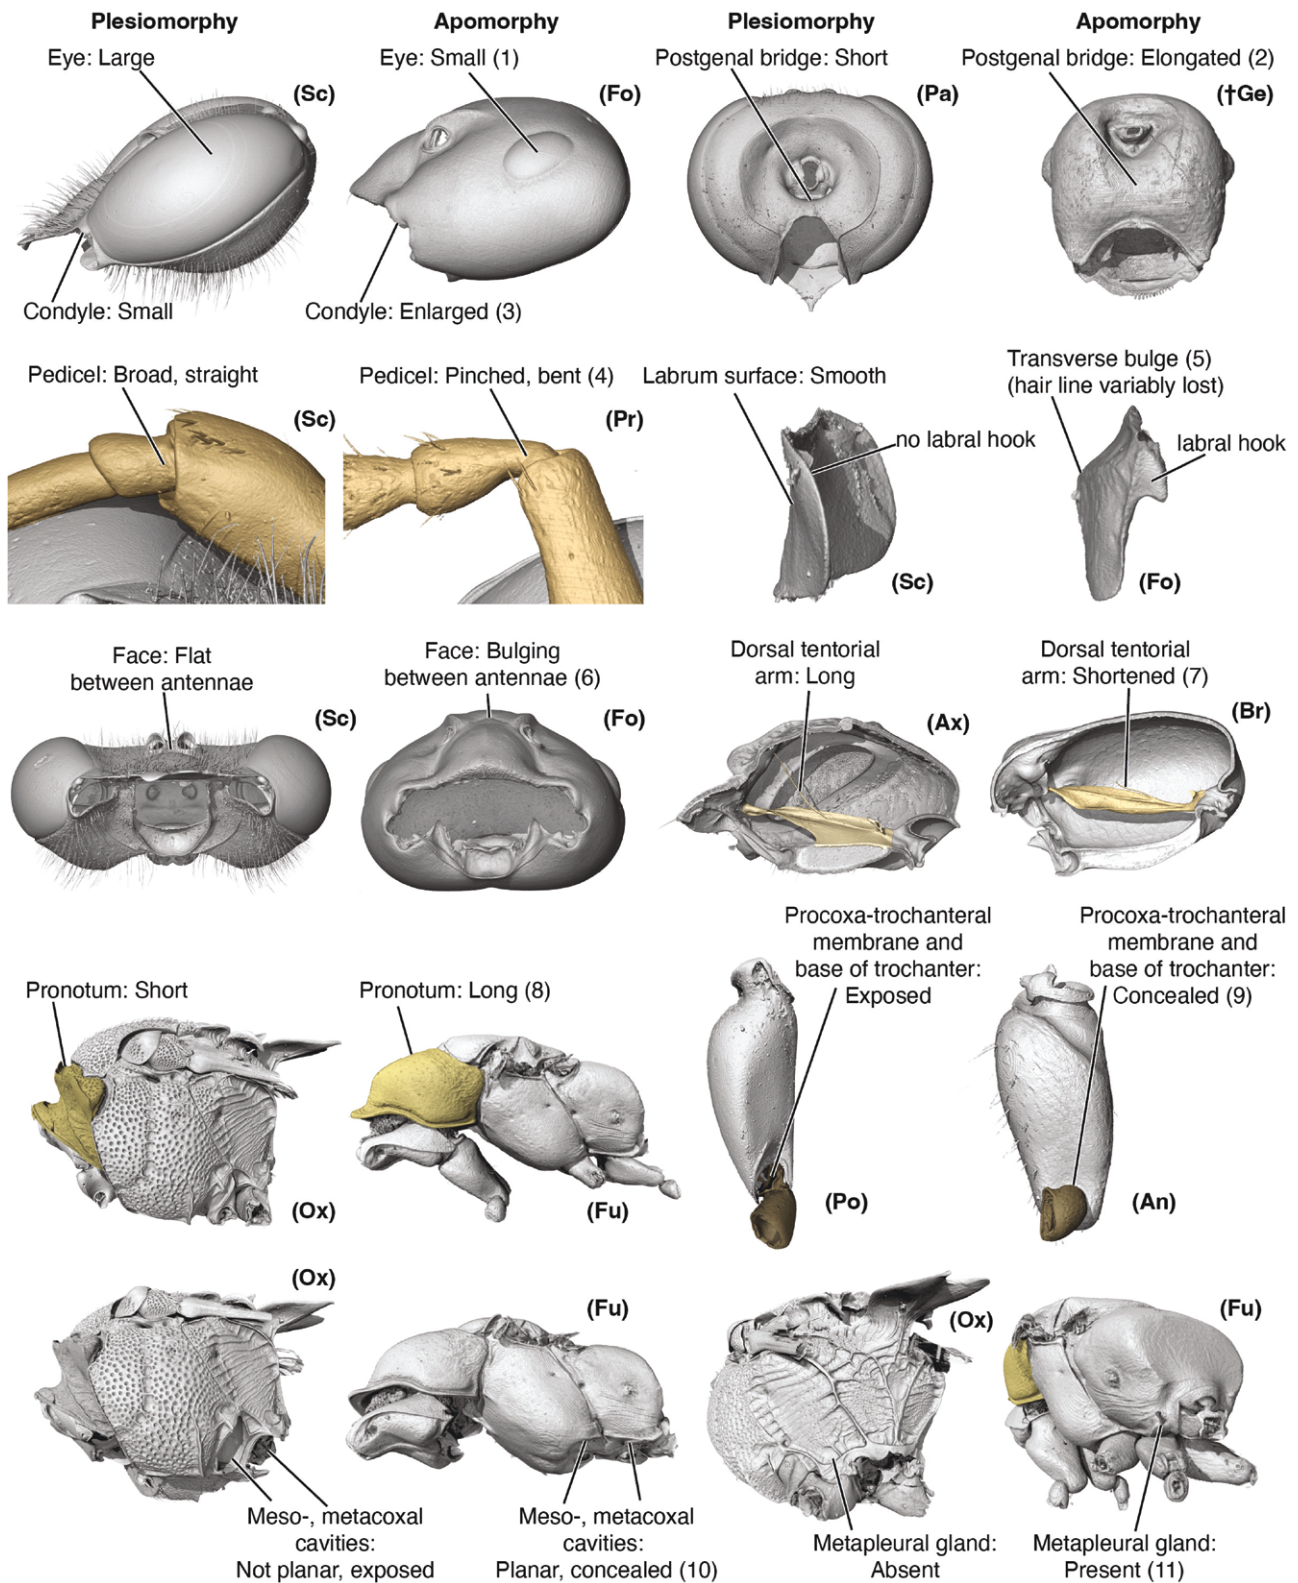 Plesiomorphy
Apomorphy
Plesiomorphy
Apomorphy
Eye: Large
Eye: Small (1)
Postgenal bridge: Short
Postgenal bridge: Elongated (2)
(Sc)
(Fo)
(Pa)
(†Ge)
Condyle: Small
Condyle: Enlarged (3)
Pedicel: Broad, straight
Pedicel: Pinched, bent (4)
Labrum surface: Smooth
Transverse bulge (5)
(hair line variably lost)
(Sc)
(Pr)
no labral hook
labral hook
(Sc)
(Fo)
Face: Flat
between antennae
Face: Bulging
between antennae (6)
Dorsal tentorial
arm: Long
Dorsal tentorial
arm: Shortened (7)
(Sc)
(Fo)
(Ax)
(Br)
Pronotum: Short
Pronotum: Long (8)
Procoxa-trochanteral
membrane and
base of trochanter:
Exposed
Procoxa-trochanteral
membrane and
base of trochanter:
Concealed (9)
(Ox)
(Fu)
(Po)
(An)
(Ox)
(Fu)
(Ox)
(Fu)
Meso-, metacoxal
cavities:
Not planar, exposed
Meso-, metacoxal
cavities:
Planar, concealed (10)
Metapleural gland:
Absent
Metapleural gland:
Present (11)